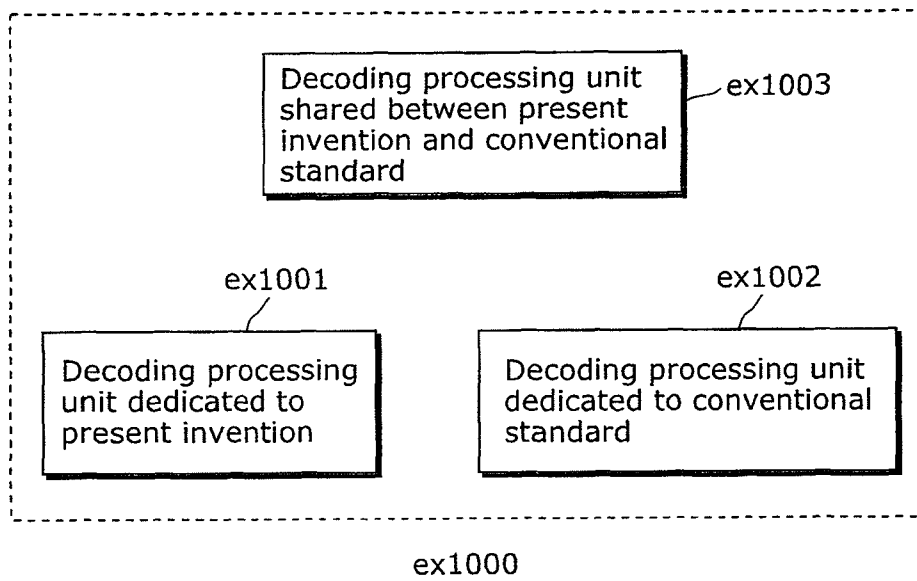 Decoding processing unit
shared between present
invention and conventional
standard
ex1003
ex1001
ex1002
Decoding processing
unit dedicated to
present invention
Decoding processing unit
dedicated to conventional
standard
ex1000